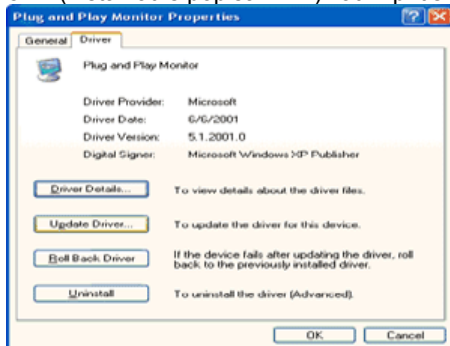 Plug and Play Monitor Properties
General Driver
Plug and Play Monitor
Driver Provider: Microsoft
Driver Date: 6/6/2001
Driver Version: 5.1.2001.0
Digital Signer: Microsoft Windows XP Publisher
Driver Details... To view details about the driver files.
Update Driver... To update the driver for this device.
Roll Back Driver If the device fails after updating the driver, roll
back to the previously installed driver.
Uninstall To uninstall the driver (Advanced).
OK Cancel